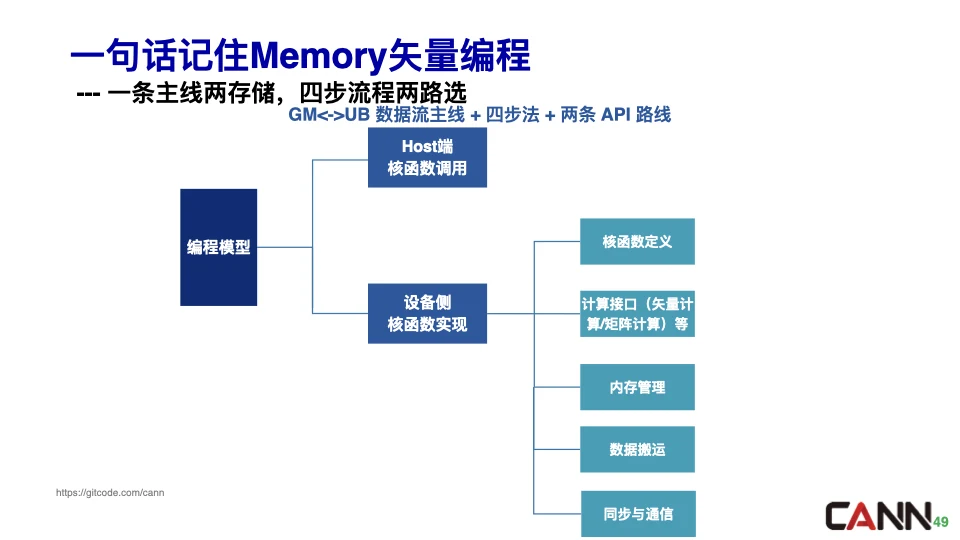 一句话记住Memory矢量编程
--- 一条主线两存储，四步流程两路选
GM<->UB 数据流主线 + 四步法 + 两条 API 路线
编程模型
Host端
核函数调用
设备侧
核函数实现
核函数定义
计算接口（矢量计
算/矩阵计算）等
内存管理
数据搬运
同步与通信
https://gitcode.com/cann
CANN
49